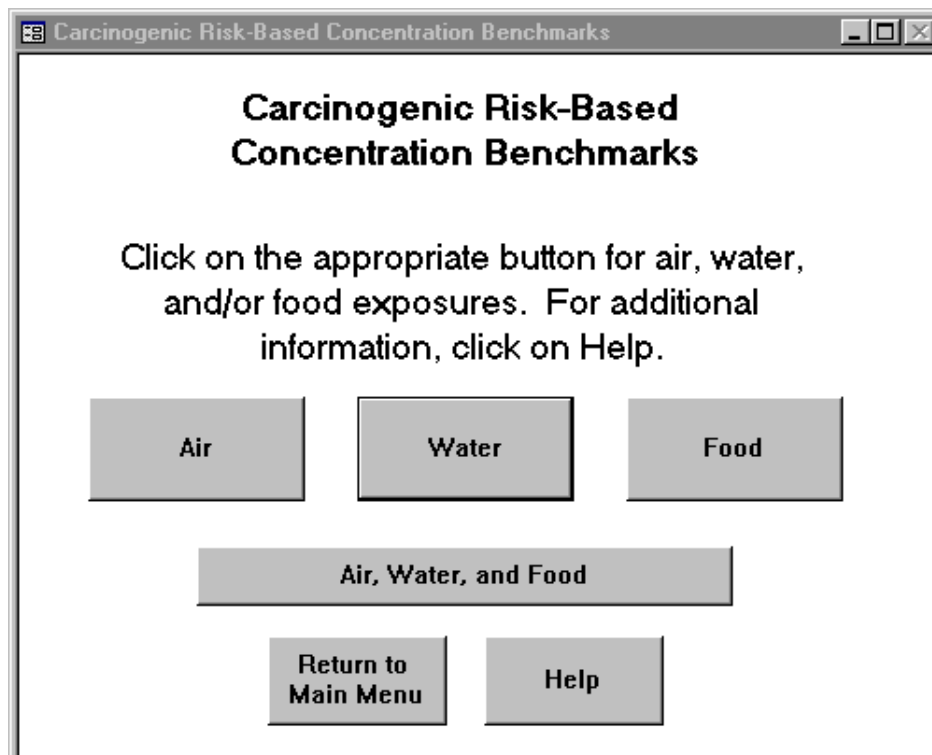 Carcinogenic Risk-Based Concentration Benchmarks
Carcinogenic Risk-Based
Concentration Benchmarks
Click on the appropriate button for air, water,
and/or food exposures.  For additional
information, click on Help.
Air
Water
Food
Air, Water, and Food
Return to
Main Menu
Help